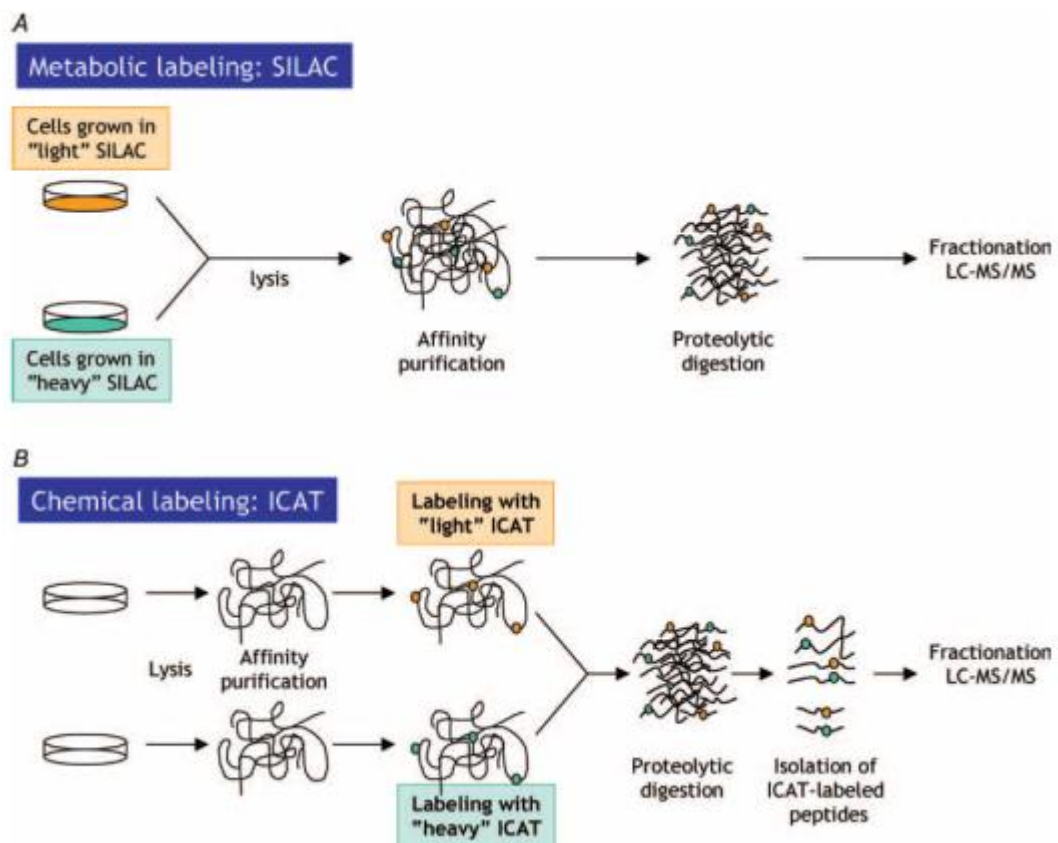 A
Metabolic labeling: SILAC
Cells grown in
"light" SILAC
lysis
Cells grown in
"heavy" SILAC
Affinity
purification
Proteolytic
digestion
Fractionation
LC-MS/MS
B
Chemical labeling: ICAT
Labeling with
"light" ICAT
Lysis
Affinity
purification
Labeling with
"heavy" ICAT
Proteolytic
digestion
Isolation of
ICAT-labeled
peptides
Fractionation
LC-MS/MS